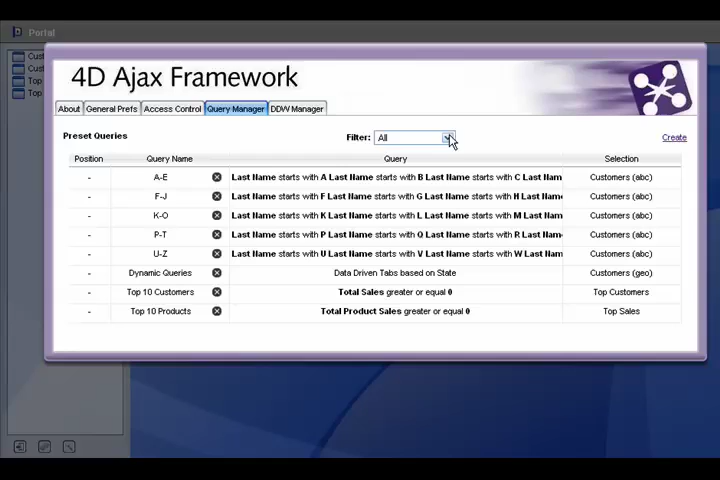 Portal
Cust
Cust
Top
Top
4D Ajax Framework
About General Prefs Access Control Query Manager DDW Manager
Preset Queries Filter: All Create
Position Query Name Query Selection
- A-E Last Name starts with A Last Name starts with B Last Name starts with C Last Nam Customers (abc)
- F-J Last Name starts with F Last Name starts with G Last Name starts with H Last Nam Customers (abc)
- K-O Last Name starts with K Last Name starts with L Last Name starts with M Last Nam Customers (abc)
- P-T Last Name starts with P Last Name starts with Q Last Name starts with R Last Nam Customers (abc)
- U-Z Last Name starts with U Last Name starts with V Last Name starts with W Last Nam Customers (abc)
- Dynamic Queries Data Driven Tabs based on State Customers (geo)
- Top 10 Customers Total Sales greater or equal 0 Top Customers
- Top 10 Products Total Product Sales greater or equal 0 Top Sales